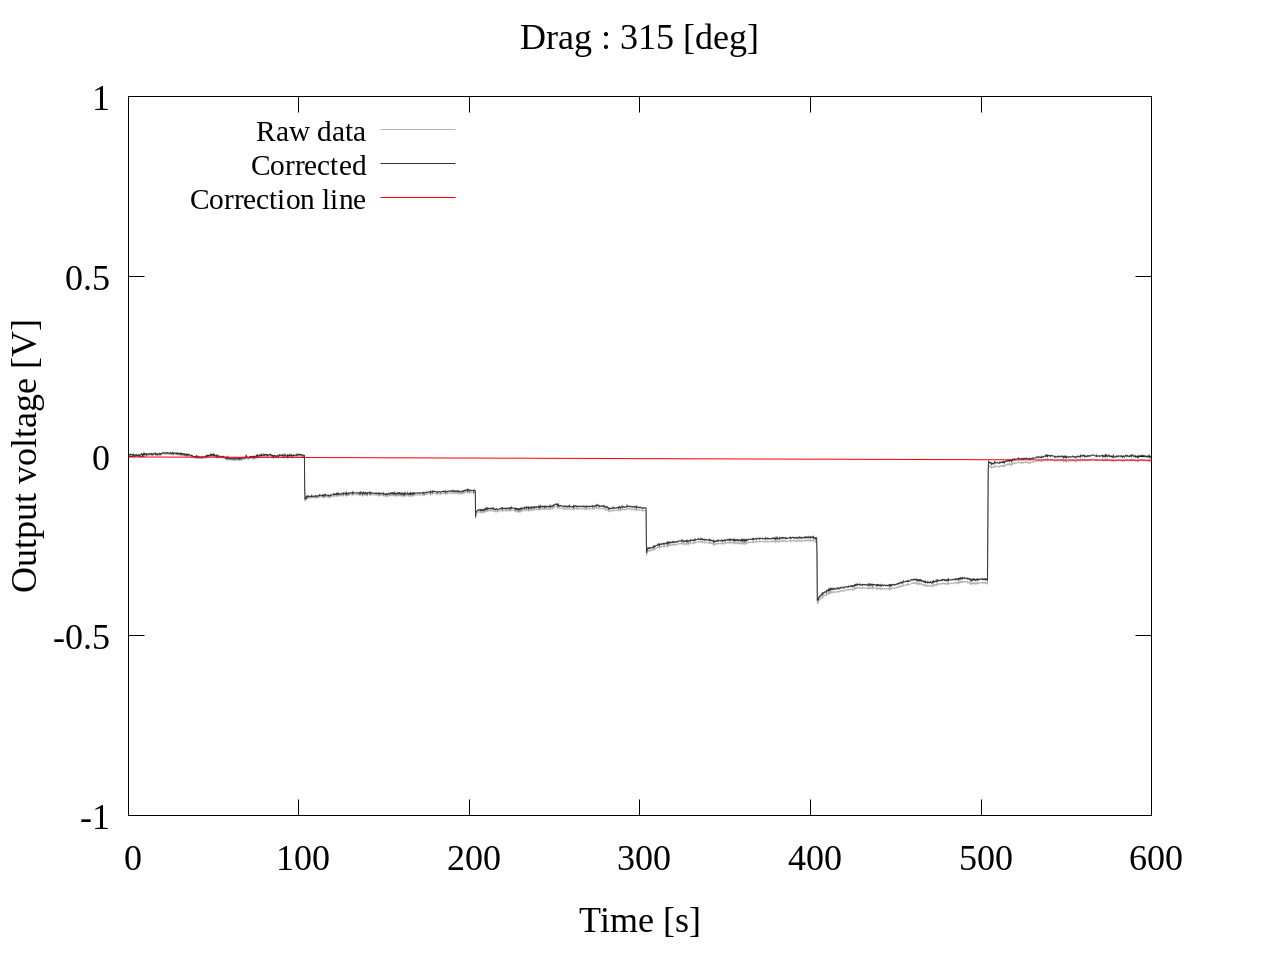 Drag : 315 [deg]
1
0.5
0
-0.5
-1
Raw data
Corrected
Correction line
Output voltage [V]
0 100 200 300 400 500 600
Time [s]